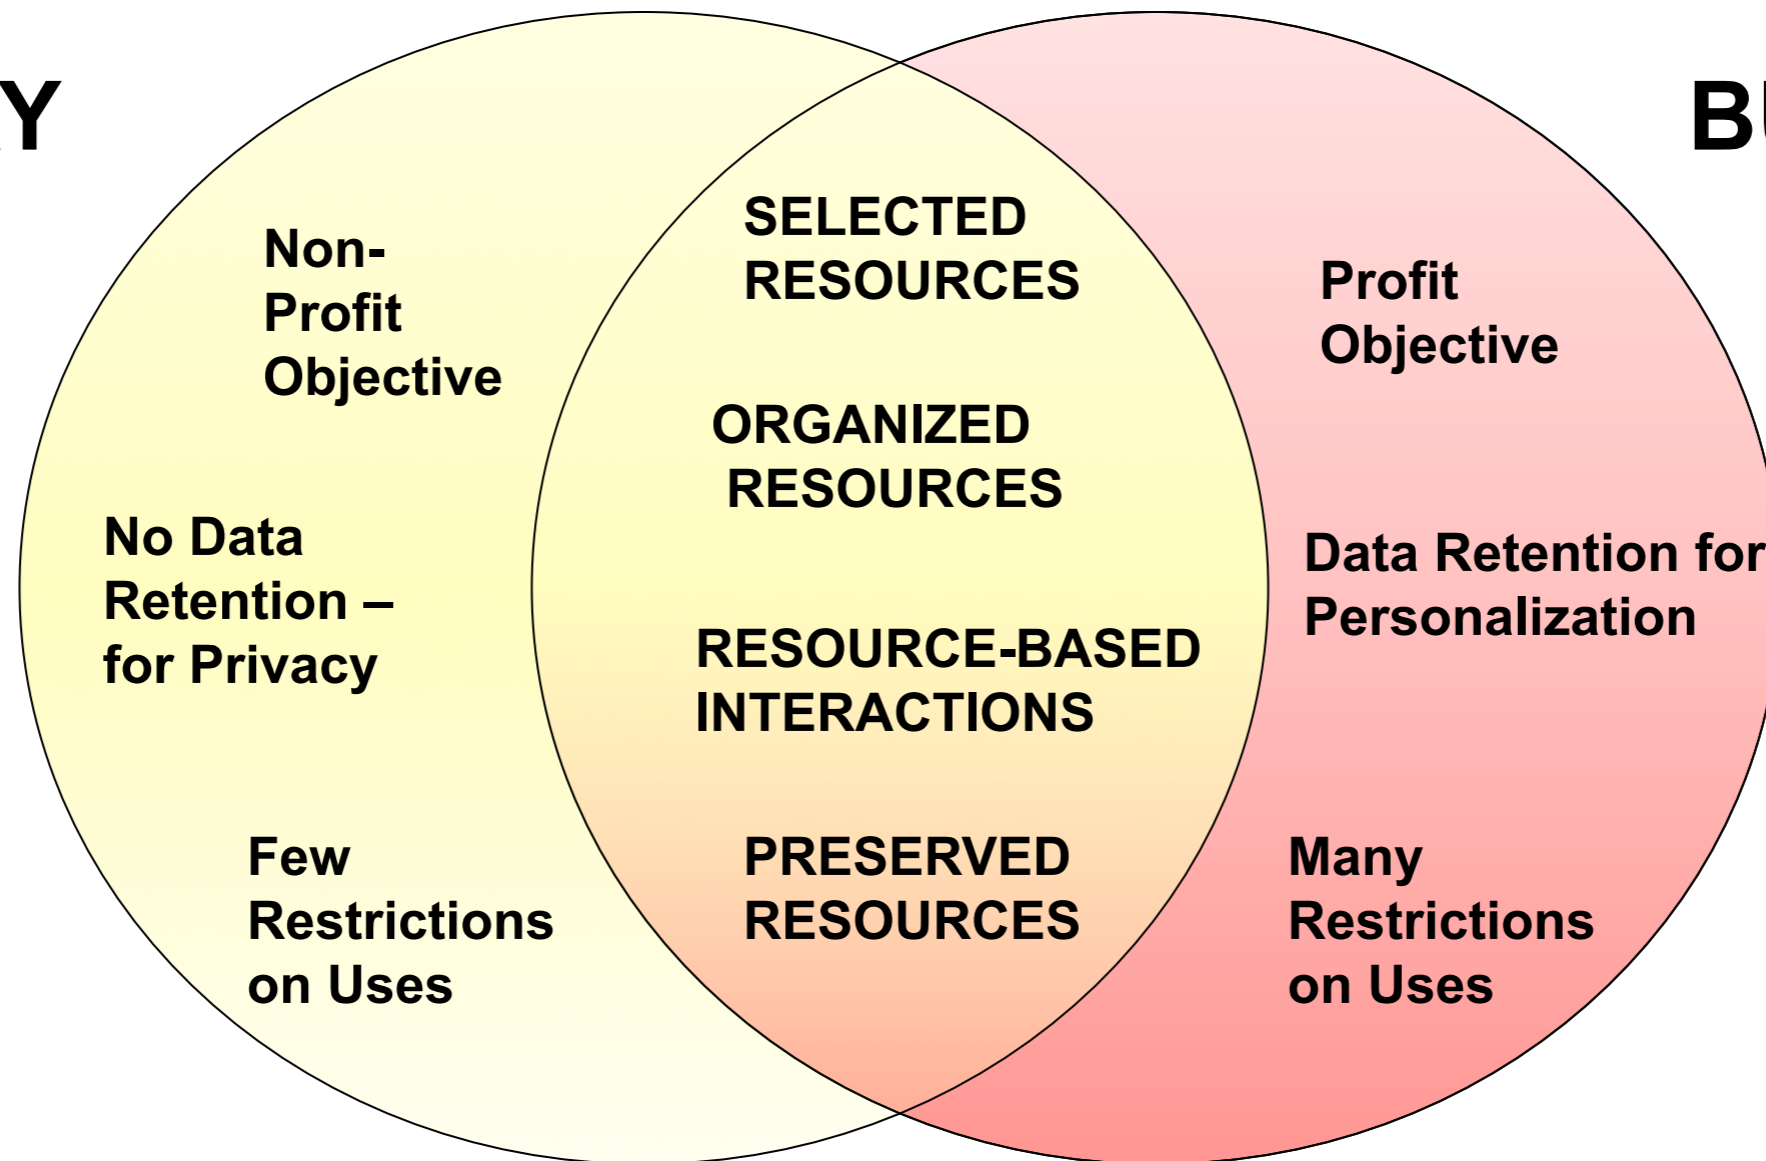 Y
BU
Non-
Profit
Objective
No Data
Retention –
for Privacy
Few
Restrictions
on Uses
SELECTED
RESOURCES
ORGANIZED
RESOURCES
RESOURCE-BASED
INTERACTIONS
PRESERVED
RESOURCES
Profit
Objective
Data Retention for
Personalization
Many
Restrictions
on Uses